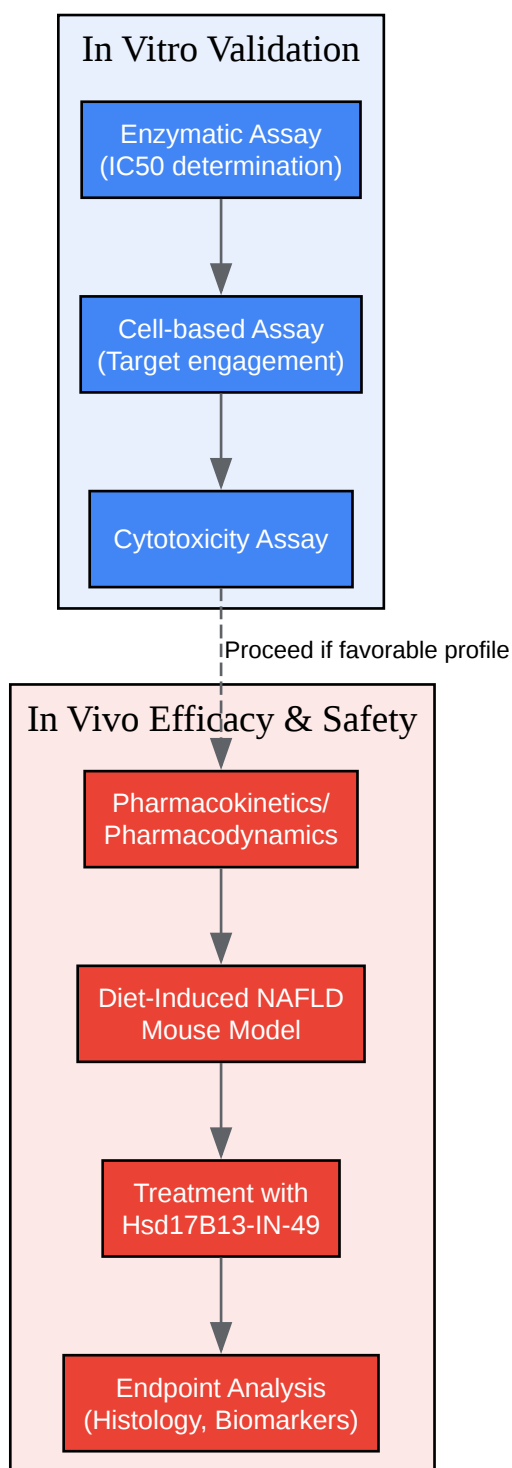 In Vitro Validation
Enzymatic Assay
(IC50 determination)
Cell-based Assay
(Target engagement)
Cytotoxicity Assay
Proceed if favorable profile
In Vivo Efficacy & Safety
Pharmacokinetics/
Pharmacodynamics
Diet-Induced NAFLD
Mouse Model
Treatment with
Hsd17B13-IN-49
Endpoint Analysis
(Histology, Biomarkers)